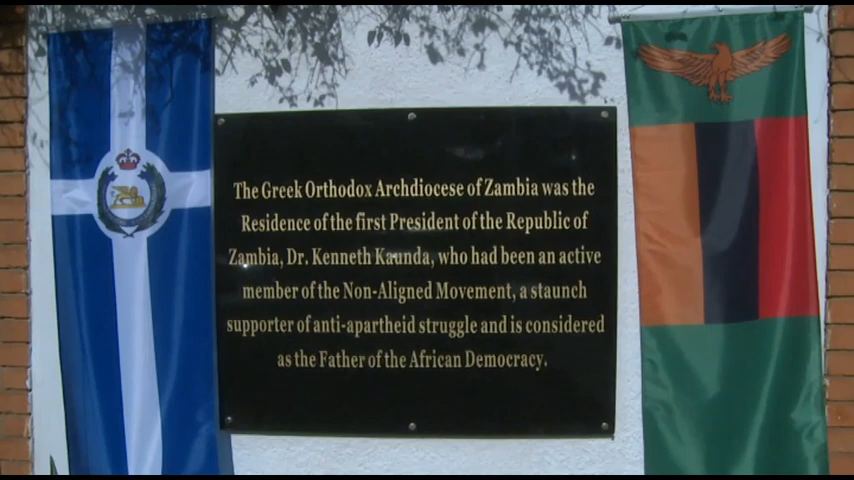 The Greek Orthodox Archdiocese of Zambia was the
Residence of the first President of the Republic of
Zambia, Dr. Kenneth Kaunda, who had been an active
member of the Non-Aligned Movement, a staunch
supporter of anti-apartheid struggle and is considered
as the Father of the African Democracy.